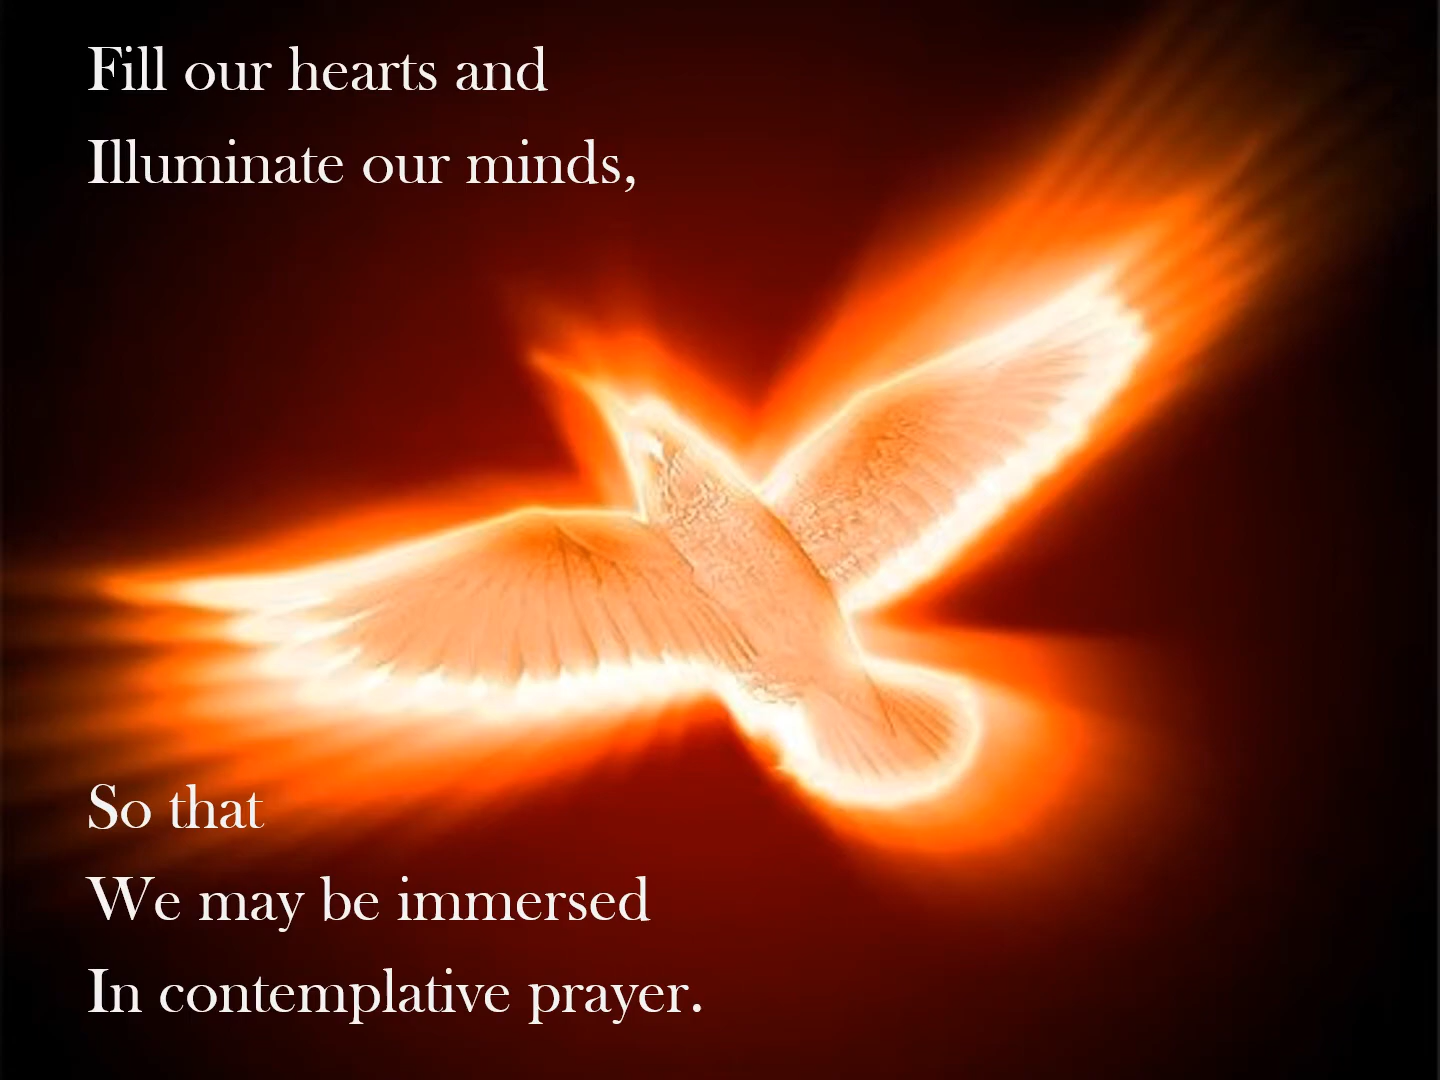 Fill our hearts and
Illuminate our minds,
So that
We may be immersed
In contemplative prayer.